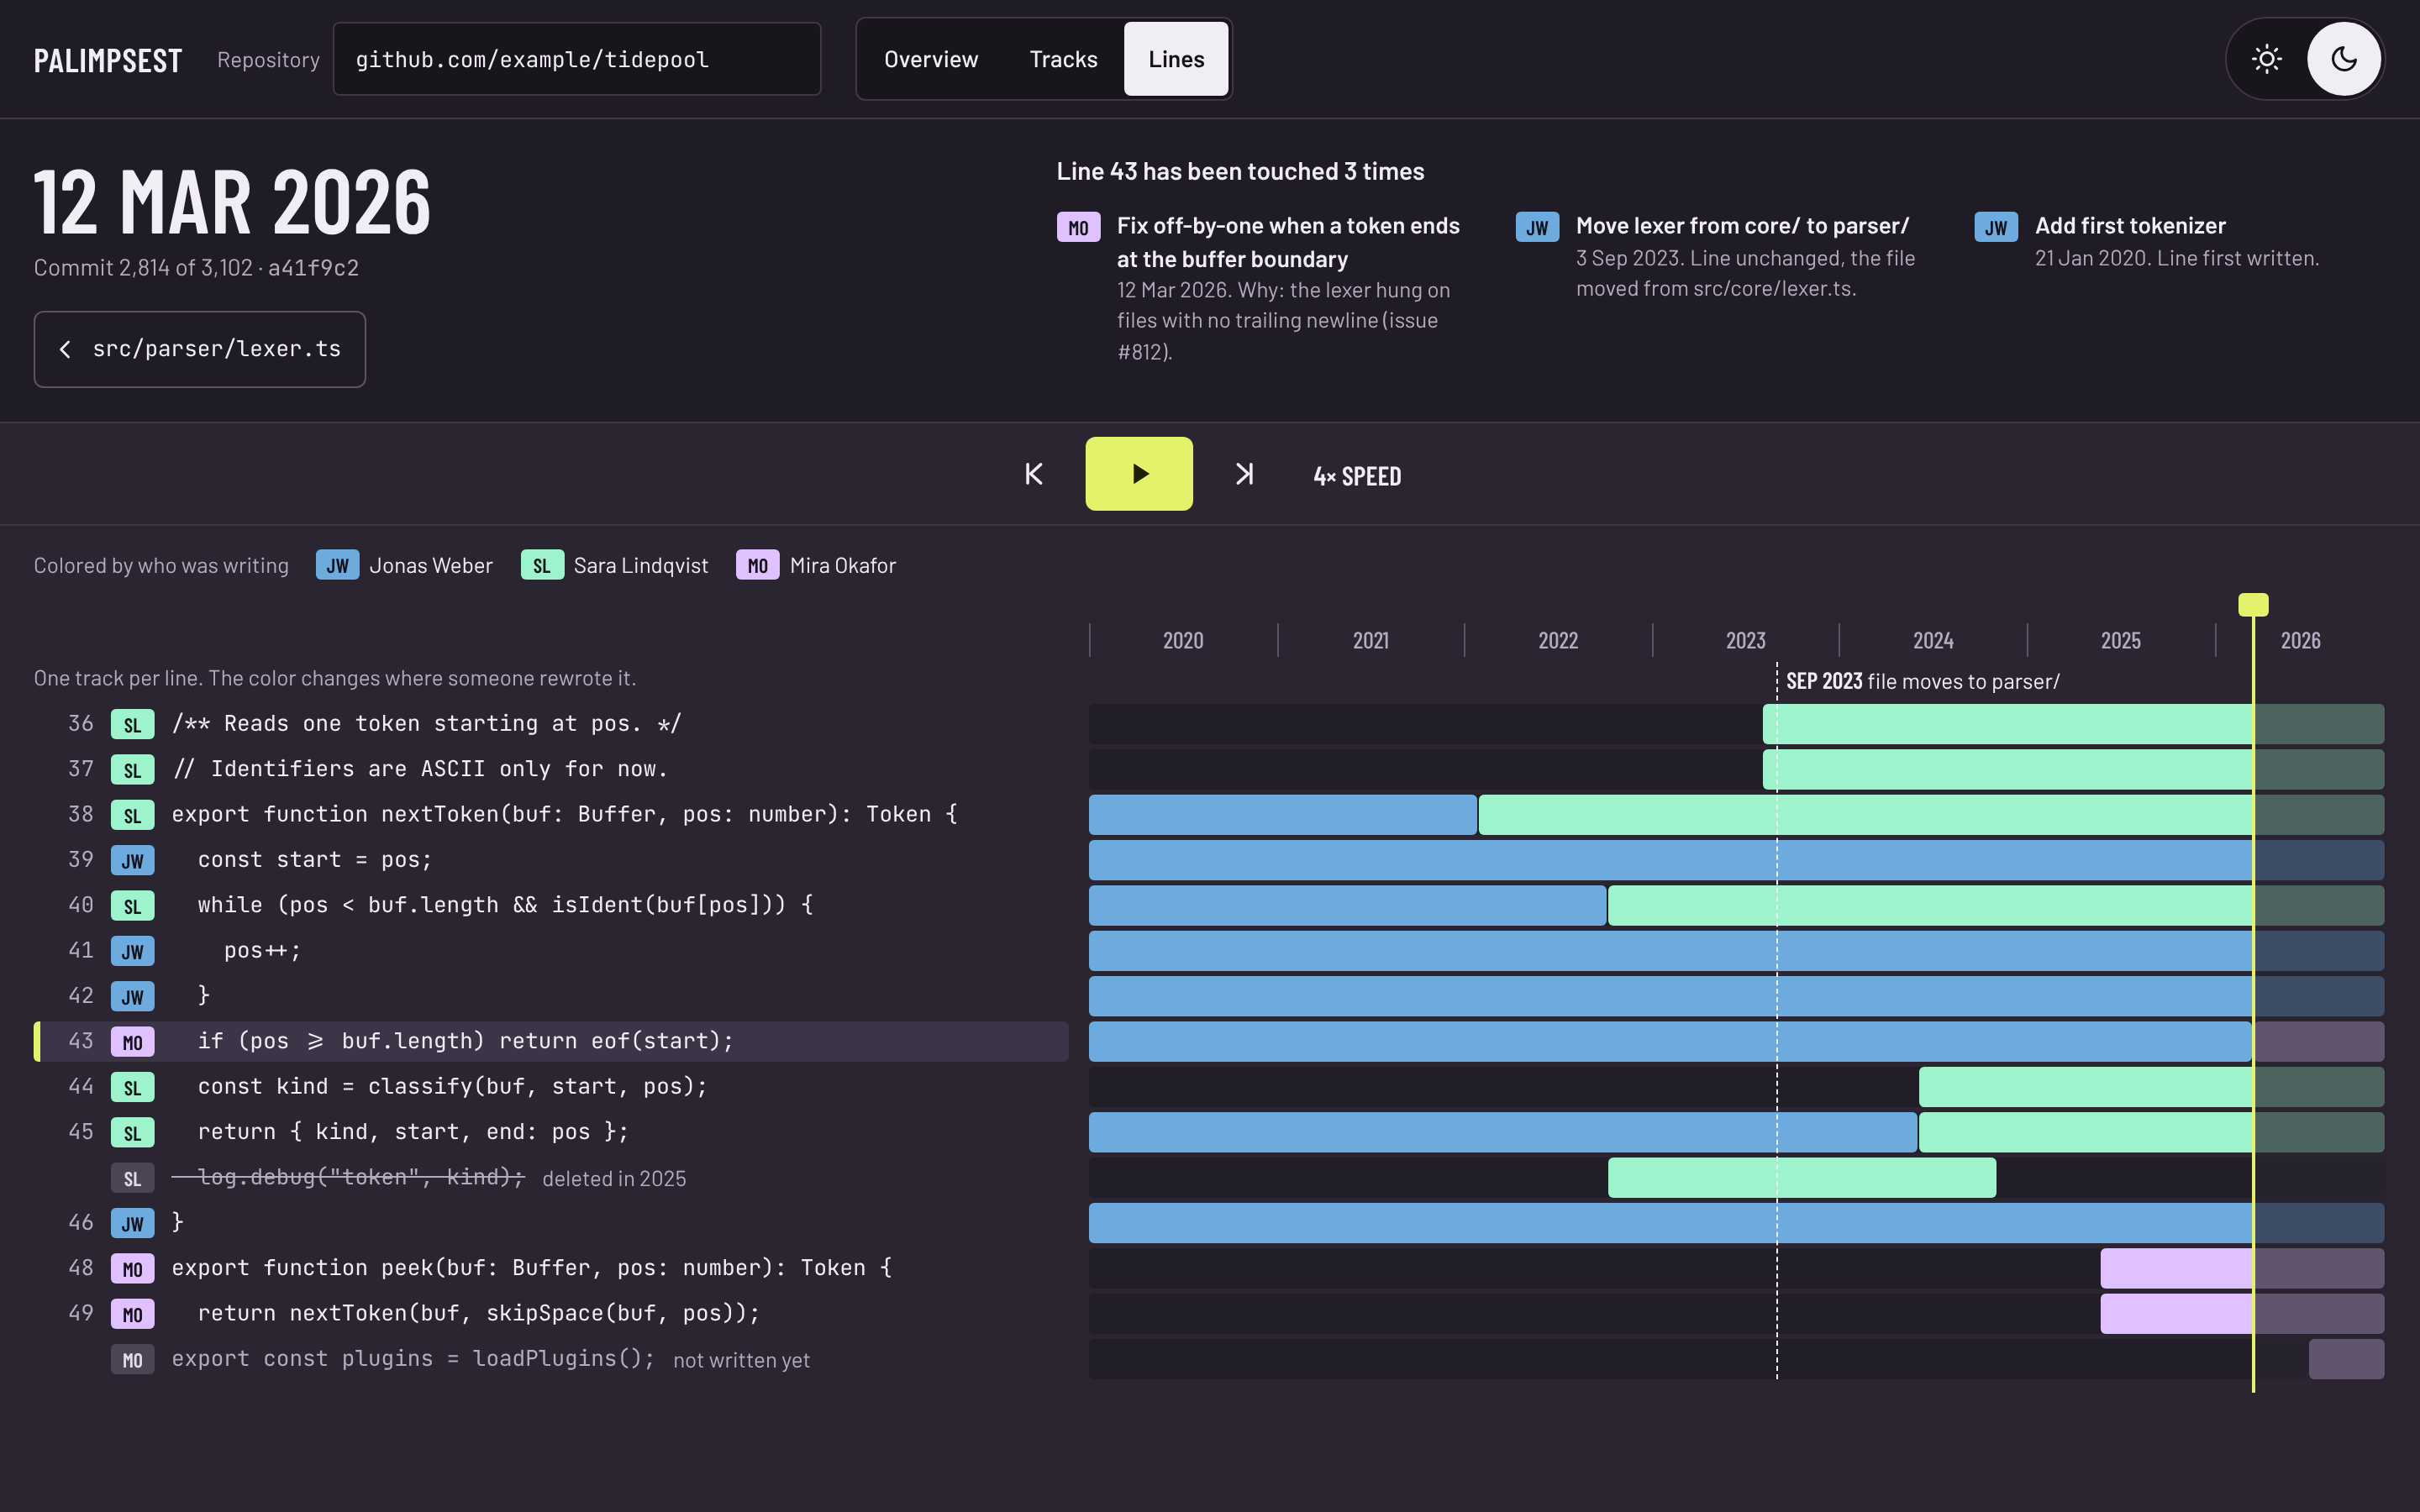 PALIMPSEST
Repository
github.com/example/tidepool
Overview
Tracks
Lines
12 MAR 2026
Commit 2,814 of 3,102 · a41f9c2
src/parser/lexer.ts
Line 43 has been touched 3 times
MO
Fix off-by-one when a token ends
at the buffer boundary
12 Mar 2026. Why: the lexer hung on
files with no trailing newline (issue
#812).
JW
Move lexer from core/ to parser/
3 Sep 2023. Line unchanged, the file
moved from src/core/lexer.ts.
JW
Add first tokenizer
21 Jan 2020. Line first written.
4× SPEED
Colored by who was writing
JW Jonas Weber
SL Sara Lindqvist
MO Mira Okafor
2020 2021 2022 2023 2024 2025 2026
One track per line. The color changes where someone rewrote it.
SEP 2023 file moves to parser/
36 SL /** Reads one token starting at pos. */
37 SL // Identifiers are ASCII only for now.
38 SL export function nextToken(buf: Buffer, pos: number): Token {
39 JW const start = pos;
40 SL while (pos < buf.length && isIdent(buf[pos])) {
41 JW pos++;
42 JW }
43 MO if (pos >= buf.length) return eof(start);
44 SL const kind = classify(buf, start, pos);
45 SL return { kind, start, end: pos };
SL log.debug("token", kind); deleted in 2025
46 JW }
48 MO export function peek(buf: Buffer, pos: number): Token {
49 MO return nextToken(buf, skipSpace(buf, pos));
MO export const plugins = loadPlugins(); not written yet